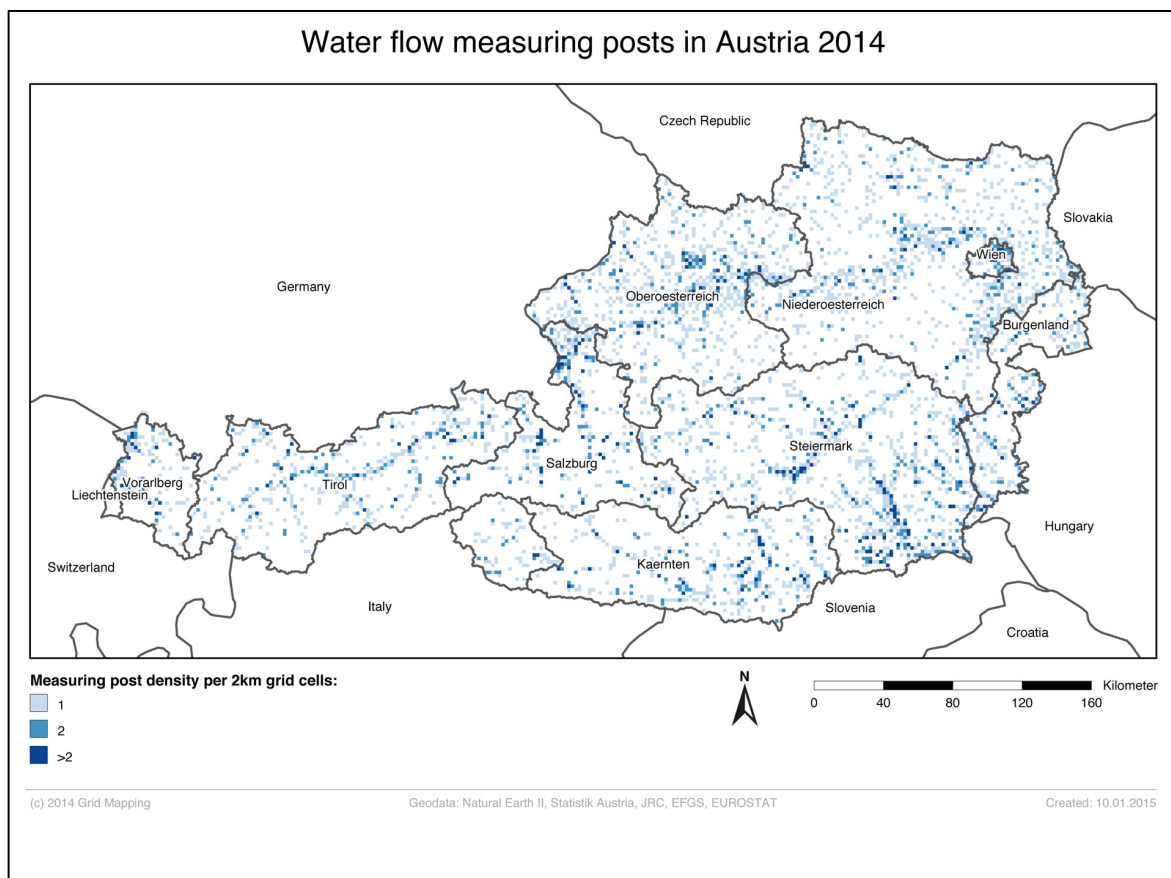 Water flow measuring posts in Austria 2014
Czech Republic
Slovakia
Wien
Germany
Oberoesterreich
Niederoesterreich
Burgenland
Steiermark
Salzburg
Vorarlberg
Tirol
Liechtenstein
Hungary
Switzerland
Kaernten
Italy
Slovenia
Croatia
Measuring post density per 2km grid cells:
1
2
>2
N
Kilometer
0 40 80 120 160
(c) 2014 Grid Mapping
Geodata: Natural Earth II, Statistik Austria, JRC, EFGS, EUROSTAT
Created: 10.01.2015